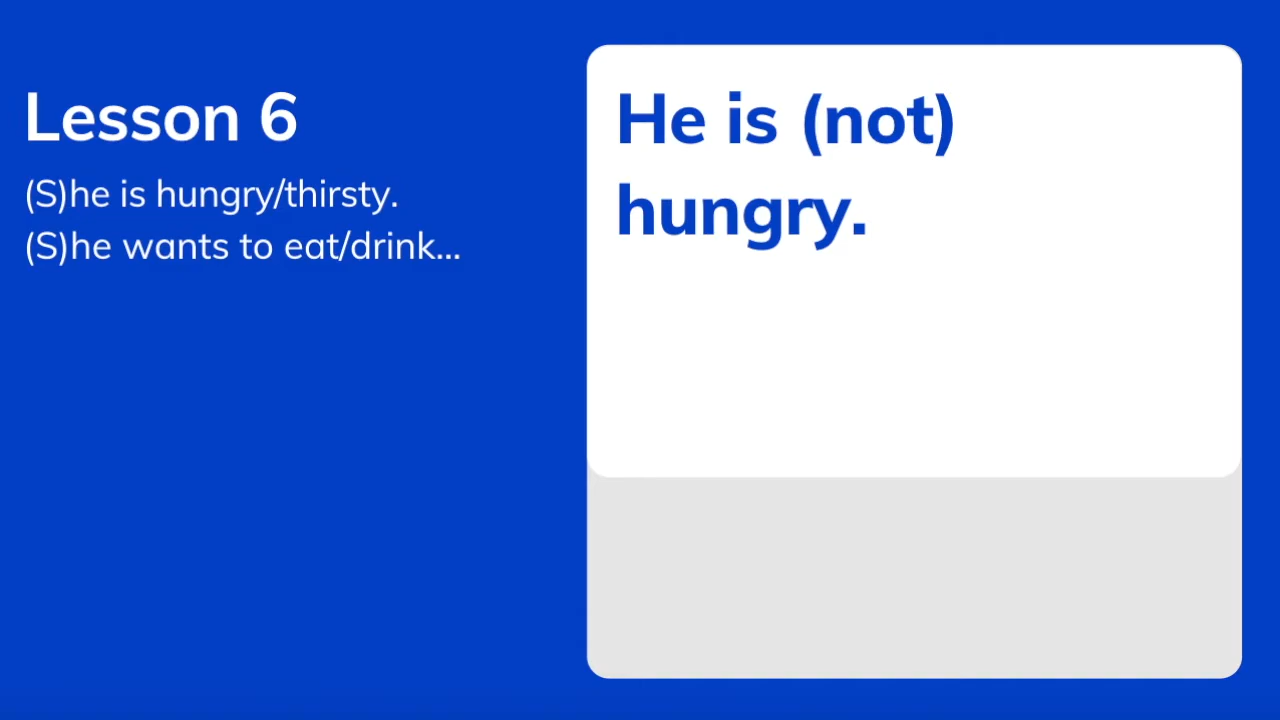 Lesson 6
(S)he is hungry/thirsty.
(S)he wants to eat/drink...
He is (not)
hungry.